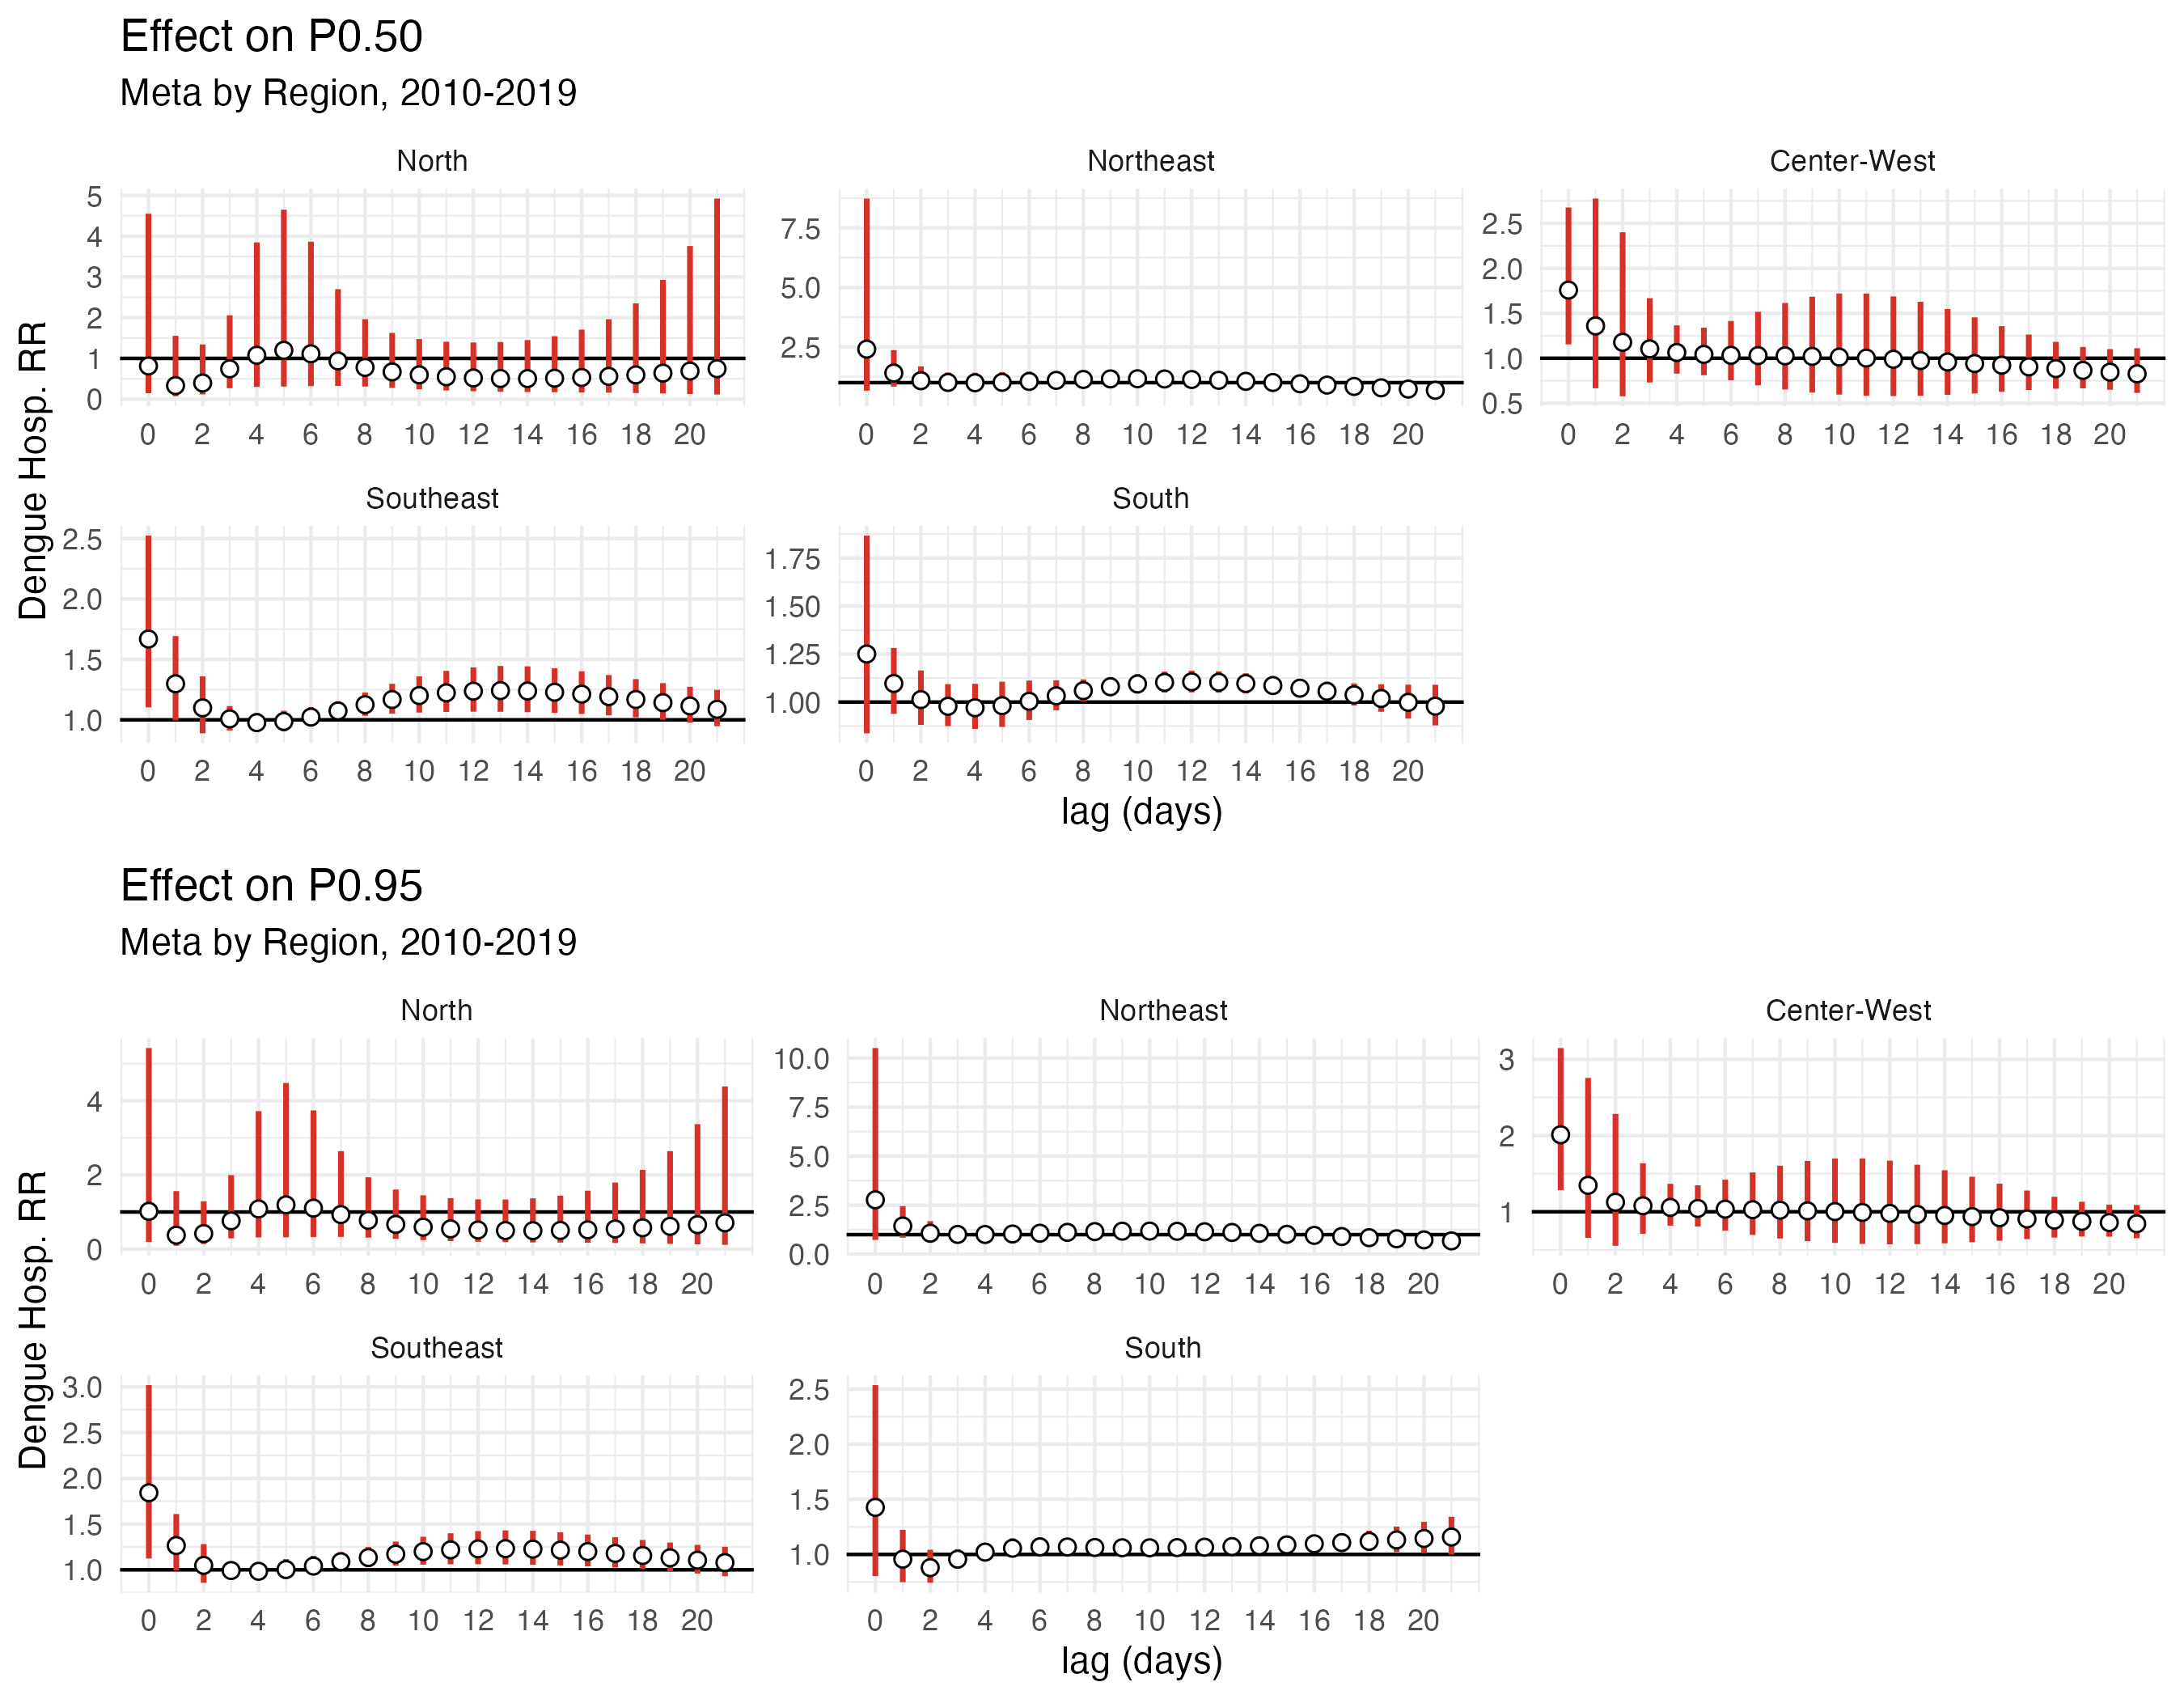 Effect on P0.50
Meta by Region, 2010-2019
Dengue Hosp. RR
North
5
4
3
2
1
0
0 2 4 6 8 10 12 14 16 18 20
Northeast
7.5
5.0
2.5
0 2 4 6 8 10 12 14 16 18 20
Center-West
2.5
2.0
1.5
1.0
0.5
0 2 4 6 8 10 12 14 16 18 20
Southeast
2.5
2.0
1.5
1.0
0 2 4 6 8 10 12 14 16 18 20
South
1.75
1.50
1.25
1.00
0 2 4 6 8 10 12 14 16 18 20
lag (days)
Effect on P0.95
Meta by Region, 2010-2019
Dengue Hosp. RR
North
4
2
0
0 2 4 6 8 10 12 14 16 18 20
Northeast
10.0
7.5
5.0
2.5
0.0
0 2 4 6 8 10 12 14 16 18 20
Center-West
3
2
1
0 2 4 6 8 10 12 14 16 18 20
Southeast
3.0
2.5
2.0
1.5
1.0
0 2 4 6 8 10 12 14 16 18 20
South
2.5
2.0
1.5
1.0
0 2 4 6 8 10 12 14 16 18 20
lag (days)